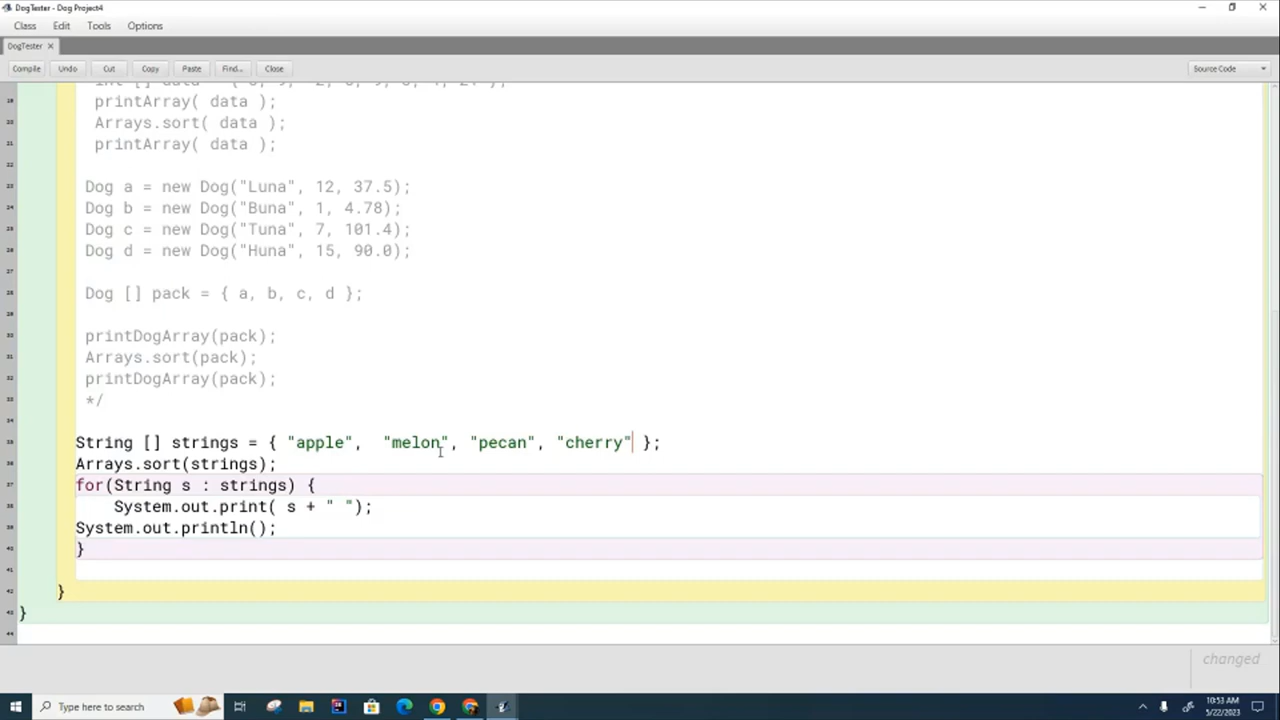 DogTester - Dog Project4
Class Edit Tools Options
DogTester ×
Compile Undo Cut Copy Paste Find... Close Source Code
printArray( data );
Arrays.sort( data );
printArray( data );
Dog a = new Dog("Luna", 12, 37.5);
Dog b = new Dog("Buna", 1, 4.78);
Dog c = new Dog("Tuna", 7, 101.4);
Dog d = new Dog("Huna", 15, 90.0);
Dog [] pack = { a, b, c, d };
printDogArray(pack);
Arrays.sort(pack);
printDogArray(pack);
*/
String [] strings = { "apple",  "melon", "pecan", "cherry" };
Arrays.sort(strings);
for(String s : strings) {
System.out.print( s + " ");
System.out.println();
}
}
}
changed
Type here to search
10:53 AM
5/22/2023